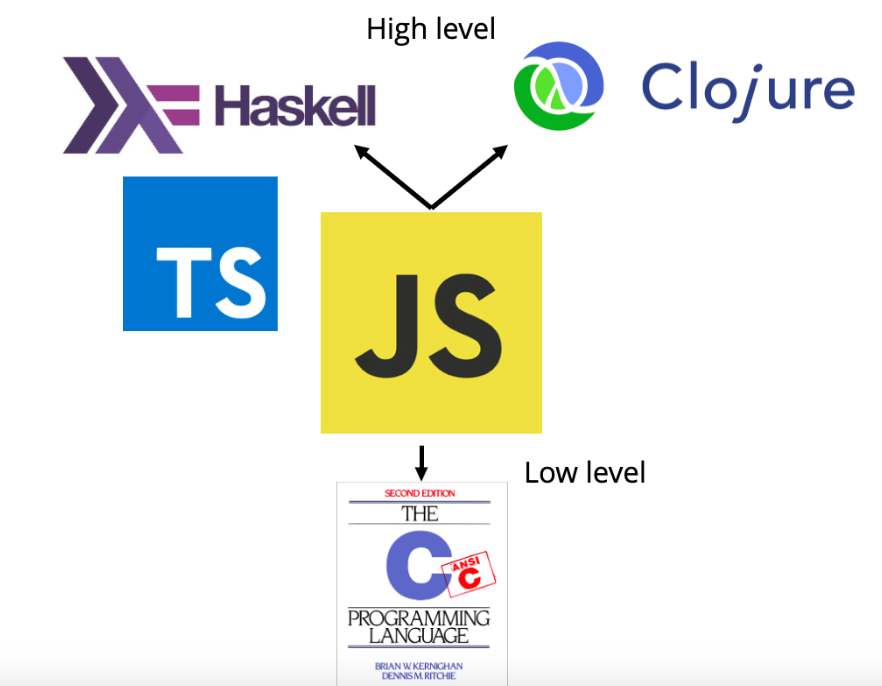 High level
Haskell
Clojure
TS
JS
Low level
SECOND EDITION
THE
C
ANSI
C
PROGRAMMING
LANGUAGE
BRIAN W. KERNIGHAN
DENNIS M. RITCHIE